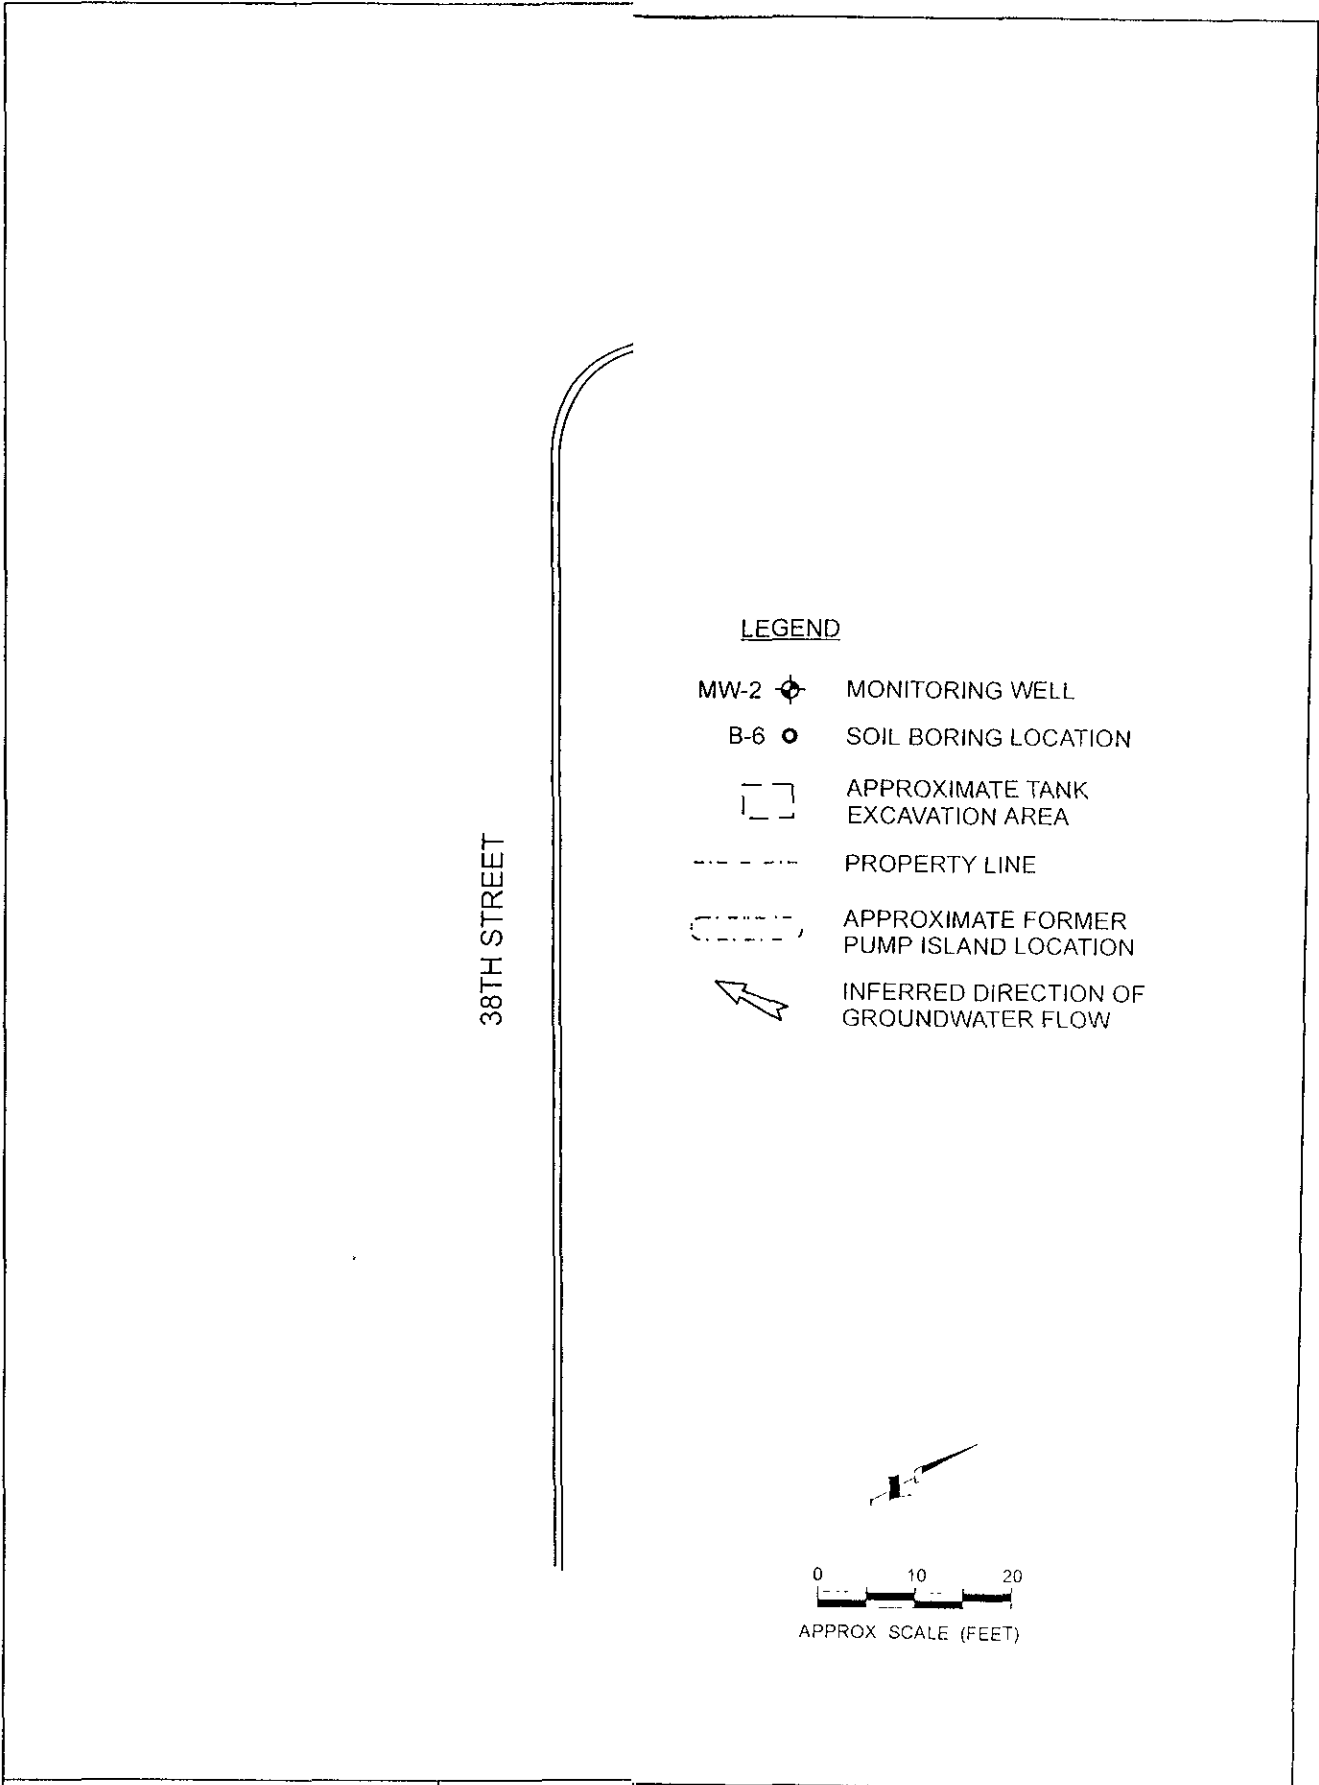 38TH STREET
LEGEND
MW-2 MONITORING WELL
B-6 SOIL BORING LOCATION
APPROXIMATE TANK
EXCAVATION AREA
PROPERTY LINE
APPROXIMATE FORMER
PUMP ISLAND LOCATION
INFERRED DIRECTION OF
GROUNDWATER FLOW
0 10 20
APPROX SCALE (FEET)